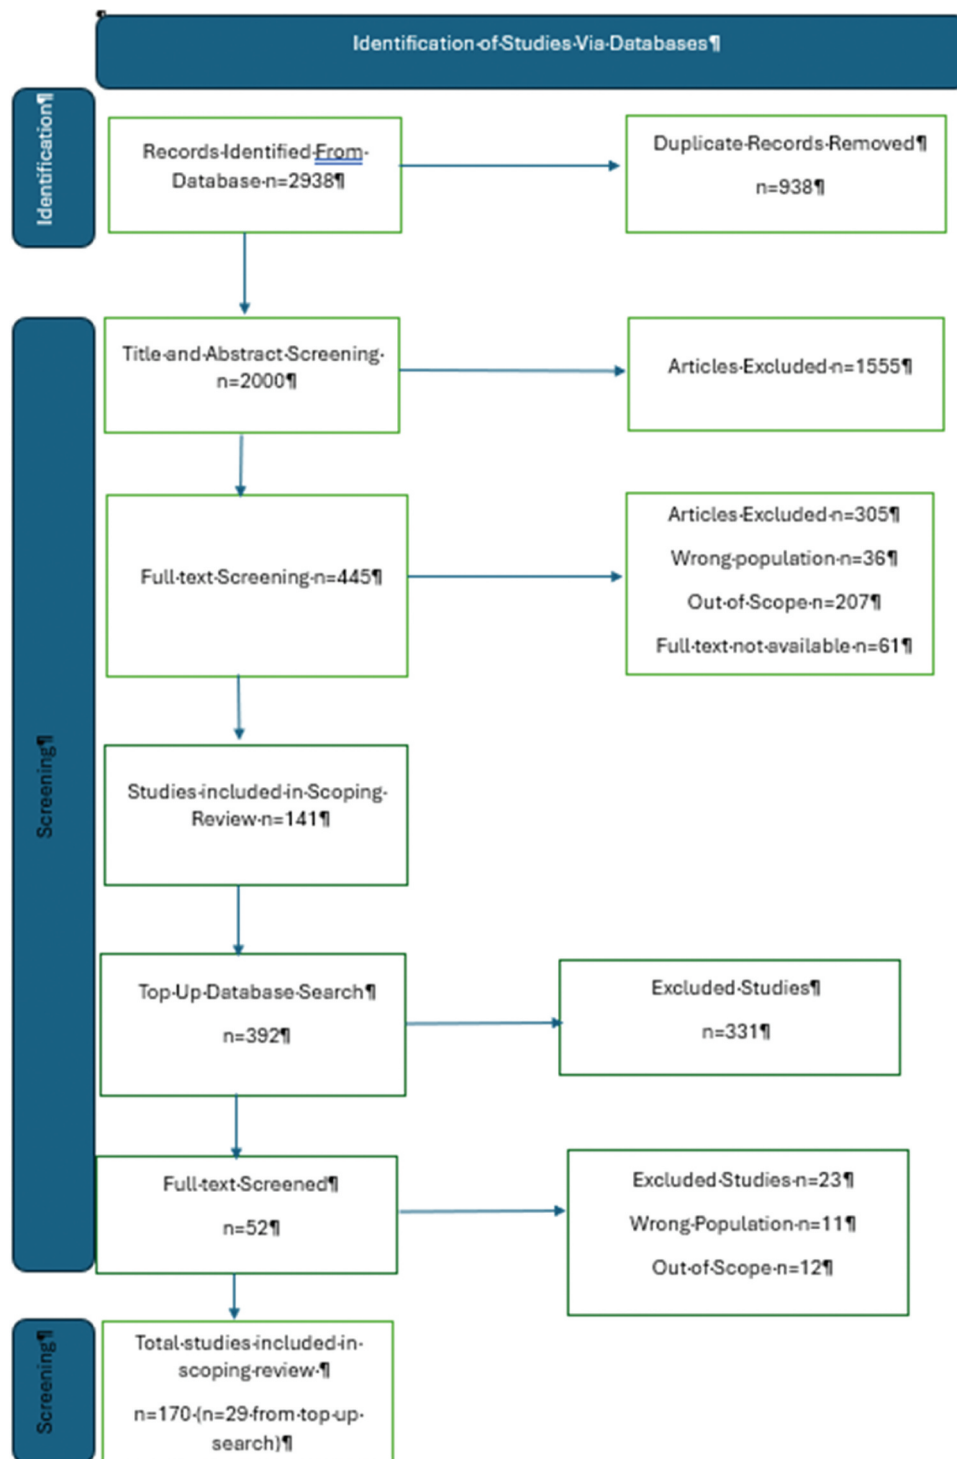 ¶
Identification·of·Studies·Via·Databases¶
Identification¶
Records·Identified·From·
Database·n=2938¶
Duplicate·Records·Removed¶
n=938¶
Screening¶
Title·and·Abstract·Screening·
n=2000¶
Articles·Excluded·n=1555¶
Full·text·Screening·n=445¶
Articles·Excluded·n=305¶
Wrong·population·n=36¶
Out·of·Scope·n=207¶
Full·text·not·available·n=61¶
Studies·included·in·Scoping·
Review·n=141¶
Top·Up·Database·Search¶
n=392¶
Excluded·Studies¶
n=331¶
Full·text·Screened¶
n=52¶
Excluded·Studies·n=23¶
Wrong·Population·n=11¶
Out·of·Scope·n=12¶
Screening¶
Total·studies·included·in·
scoping·review·¶
n=170·(n=29·from·top·up·
search)¶